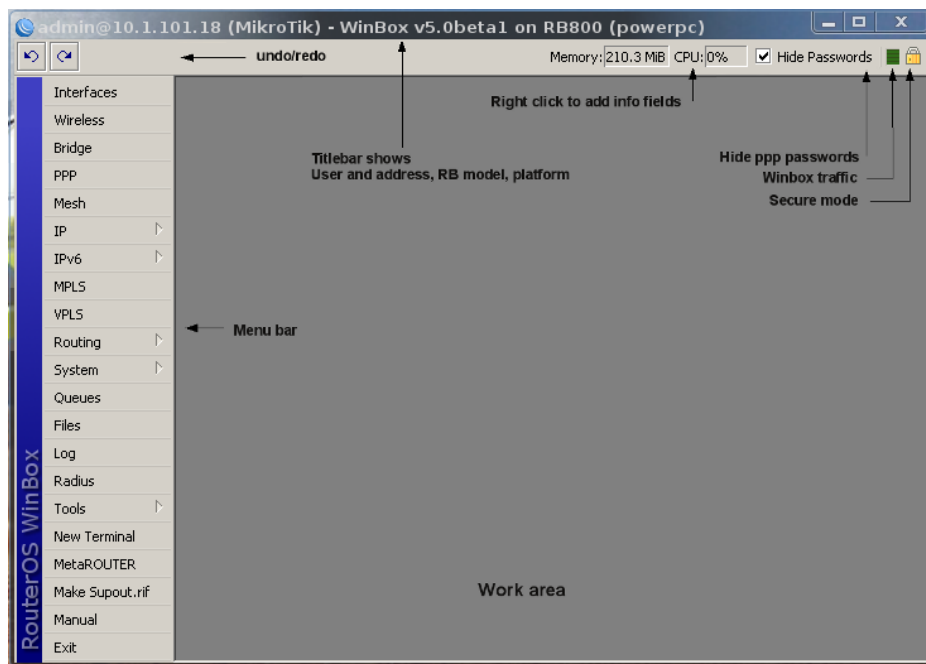 admin@10.1.101.18 (MikroTik) - WinBox v5.0beta1 on RB800 (powerpc)
undo/redo
Memory: 210.3 MiB CPU: 0% Hide Passwords
Right click to add info fields
Titlebar shows
User and address, RB model, platform
Hide ppp passwords
Winbox traffic
Secure mode
Interfaces
Wireless
Bridge
PPP
Mesh
IP
IPv6
MPLS
VPLS
Routing
Menu bar
System
Queues
Files
Log
Radius
Tools
New Terminal
MetaROUTER
Make Supout.rif
Manual
Exit
Work area
RouterOS WinBox